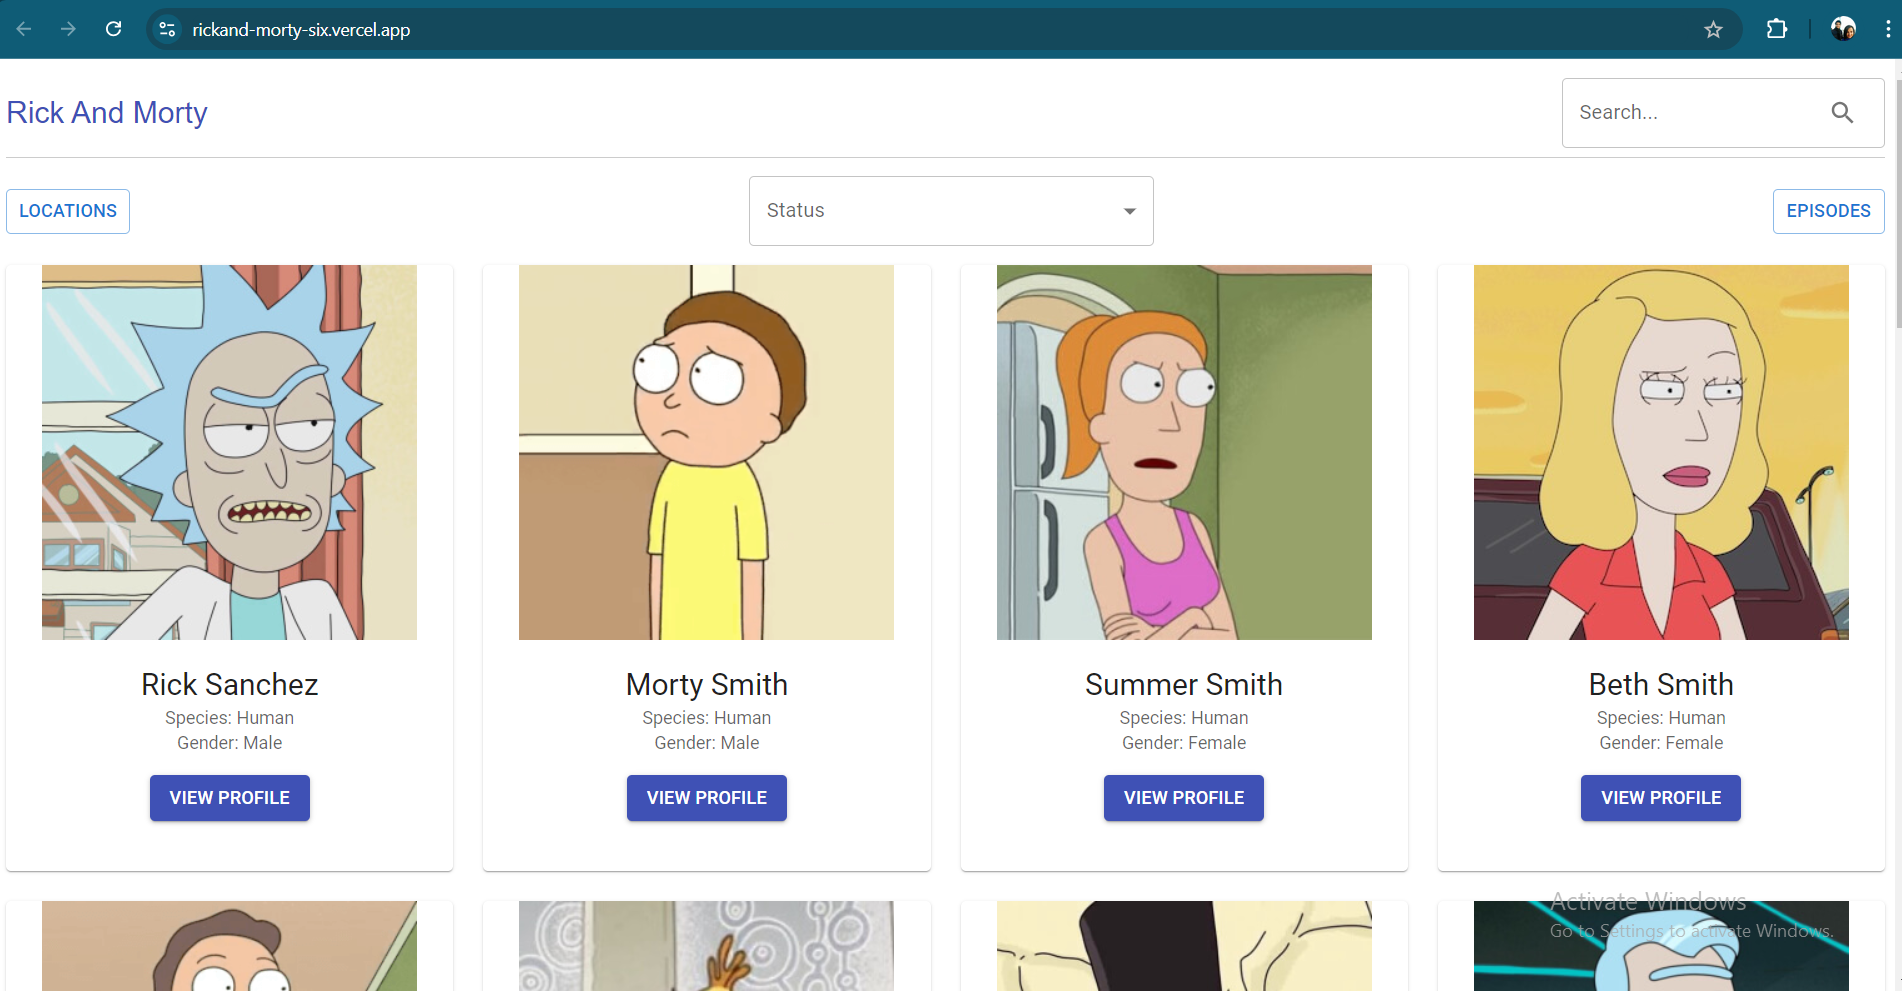 rickand-morty-six.vercel.app
Rick And Morty
Search...
LOCATIONS
Status
EPISODES
Rick Sanchez
Species: Human
Gender: Male
VIEW PROFILE
Morty Smith
Species: Human
Gender: Male
VIEW PROFILE
Summer Smith
Species: Human
Gender: Female
VIEW PROFILE
Beth Smith
Species: Human
Gender: Female
VIEW PROFILE
Activate Windows
Go to Settings to activate Windows.